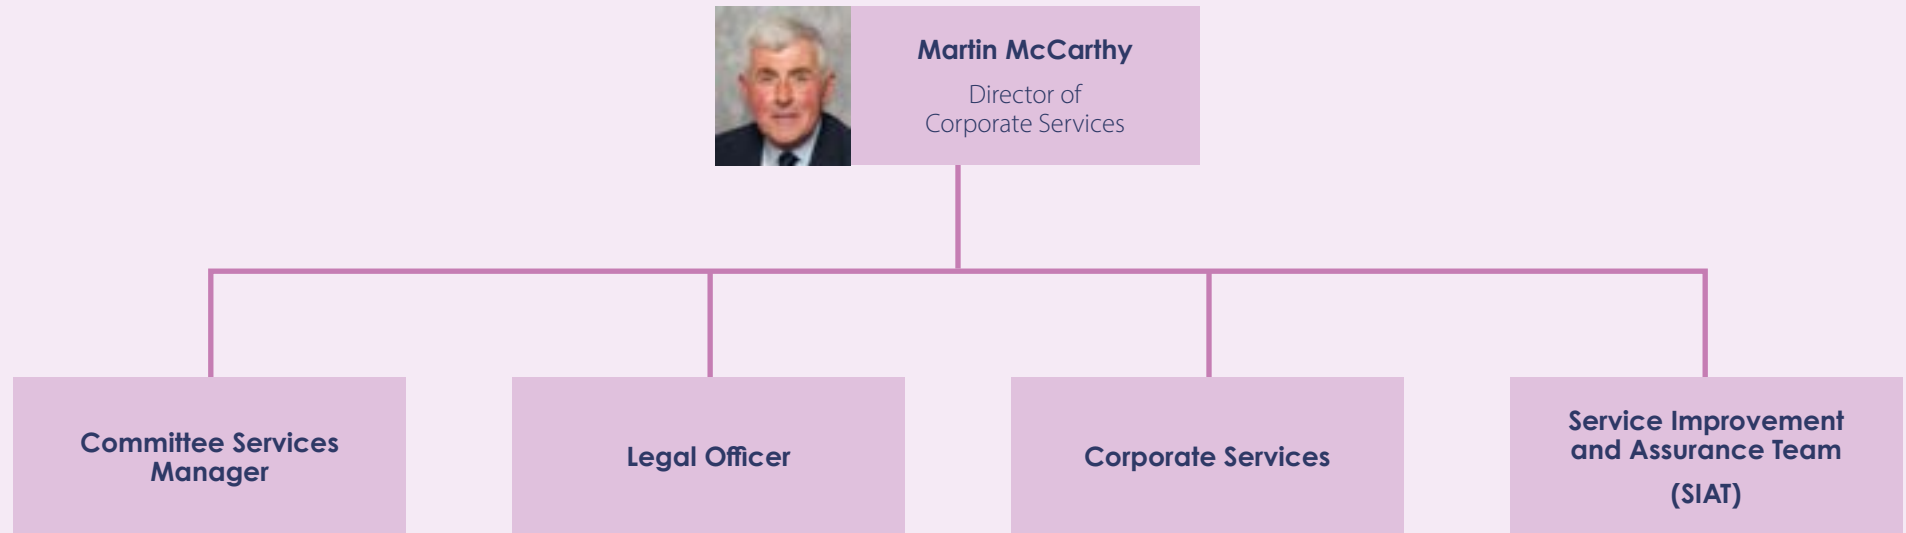 Martin McCarthy
Director of
Corporate Services
Committee Services
Manager
Legal Officer
Corporate Services
Service Improvement
and Assurance Team
(SIAT)